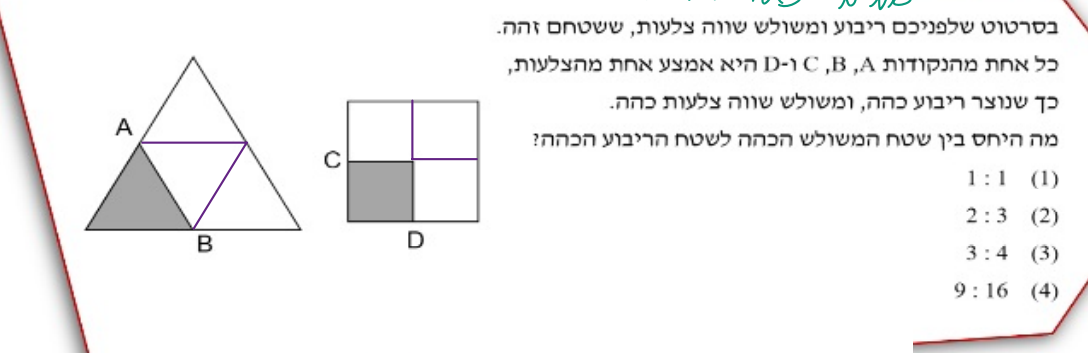 בסרטוט שלפניכם ריבוע ומשולש שווה צלעות, ששטחם זהה.
כל אחת מהנקודות A, B, C ו-D היא אמצע אחת מהצלעות,
כך שנוצר ריבוע כהה, ומשולש שווה צלעות כהה.
מה היחס בין שטח המשולש הכהה לשטח הריבוע הכהה?
(1) 1 : 1
(2) 2 : 3
(3) 3 : 4
(4) 9 : 16
A
B
C
D